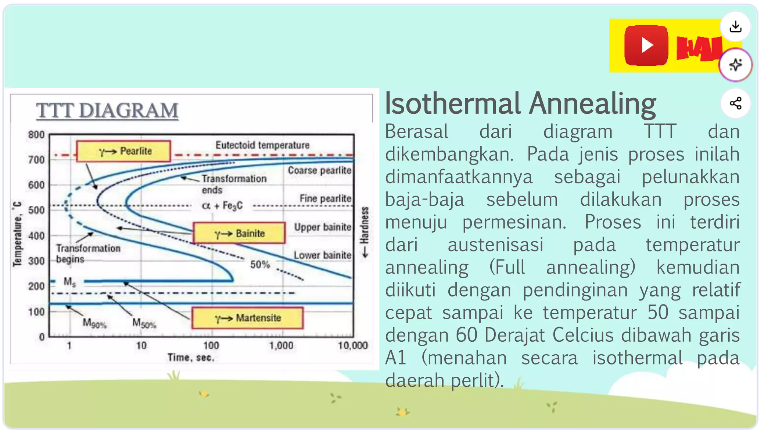 HAI
TTT DIAGRAM
800
700
600
500
400
300
200
100
0
Temperature, °C
γ→ Pearlite
Eutectoid temperature
Coarse pearlite
Transformation
ends
Fine pearlite
α + Fe3C
Upper bainite
γ→ Bainite
Transformation
begins
Lower bainite
50%
← Hardness
Ms
γ→ Martensite
M90%
M50%
1
10
100
1,000
10,000
Time, sec.
Isothermal Annealing
Berasal dari diagram TTT dan
dikembangkan. Pada jenis proses inilah
dimanfaatkannya sebagai pelunakkan
baja-baja sebelum dilakukan proses
menuju permesinan. Proses ini terdiri
dari austenisasi pada temperatur
annealing (Full annealing) kemudian
diikuti dengan pendinginan yang relatif
cepat sampai ke temperatur 50 sampai
dengan 60 Derajat Celcius dibawah garis
A1 (menahan secara isothermal pada
daerah perlit).